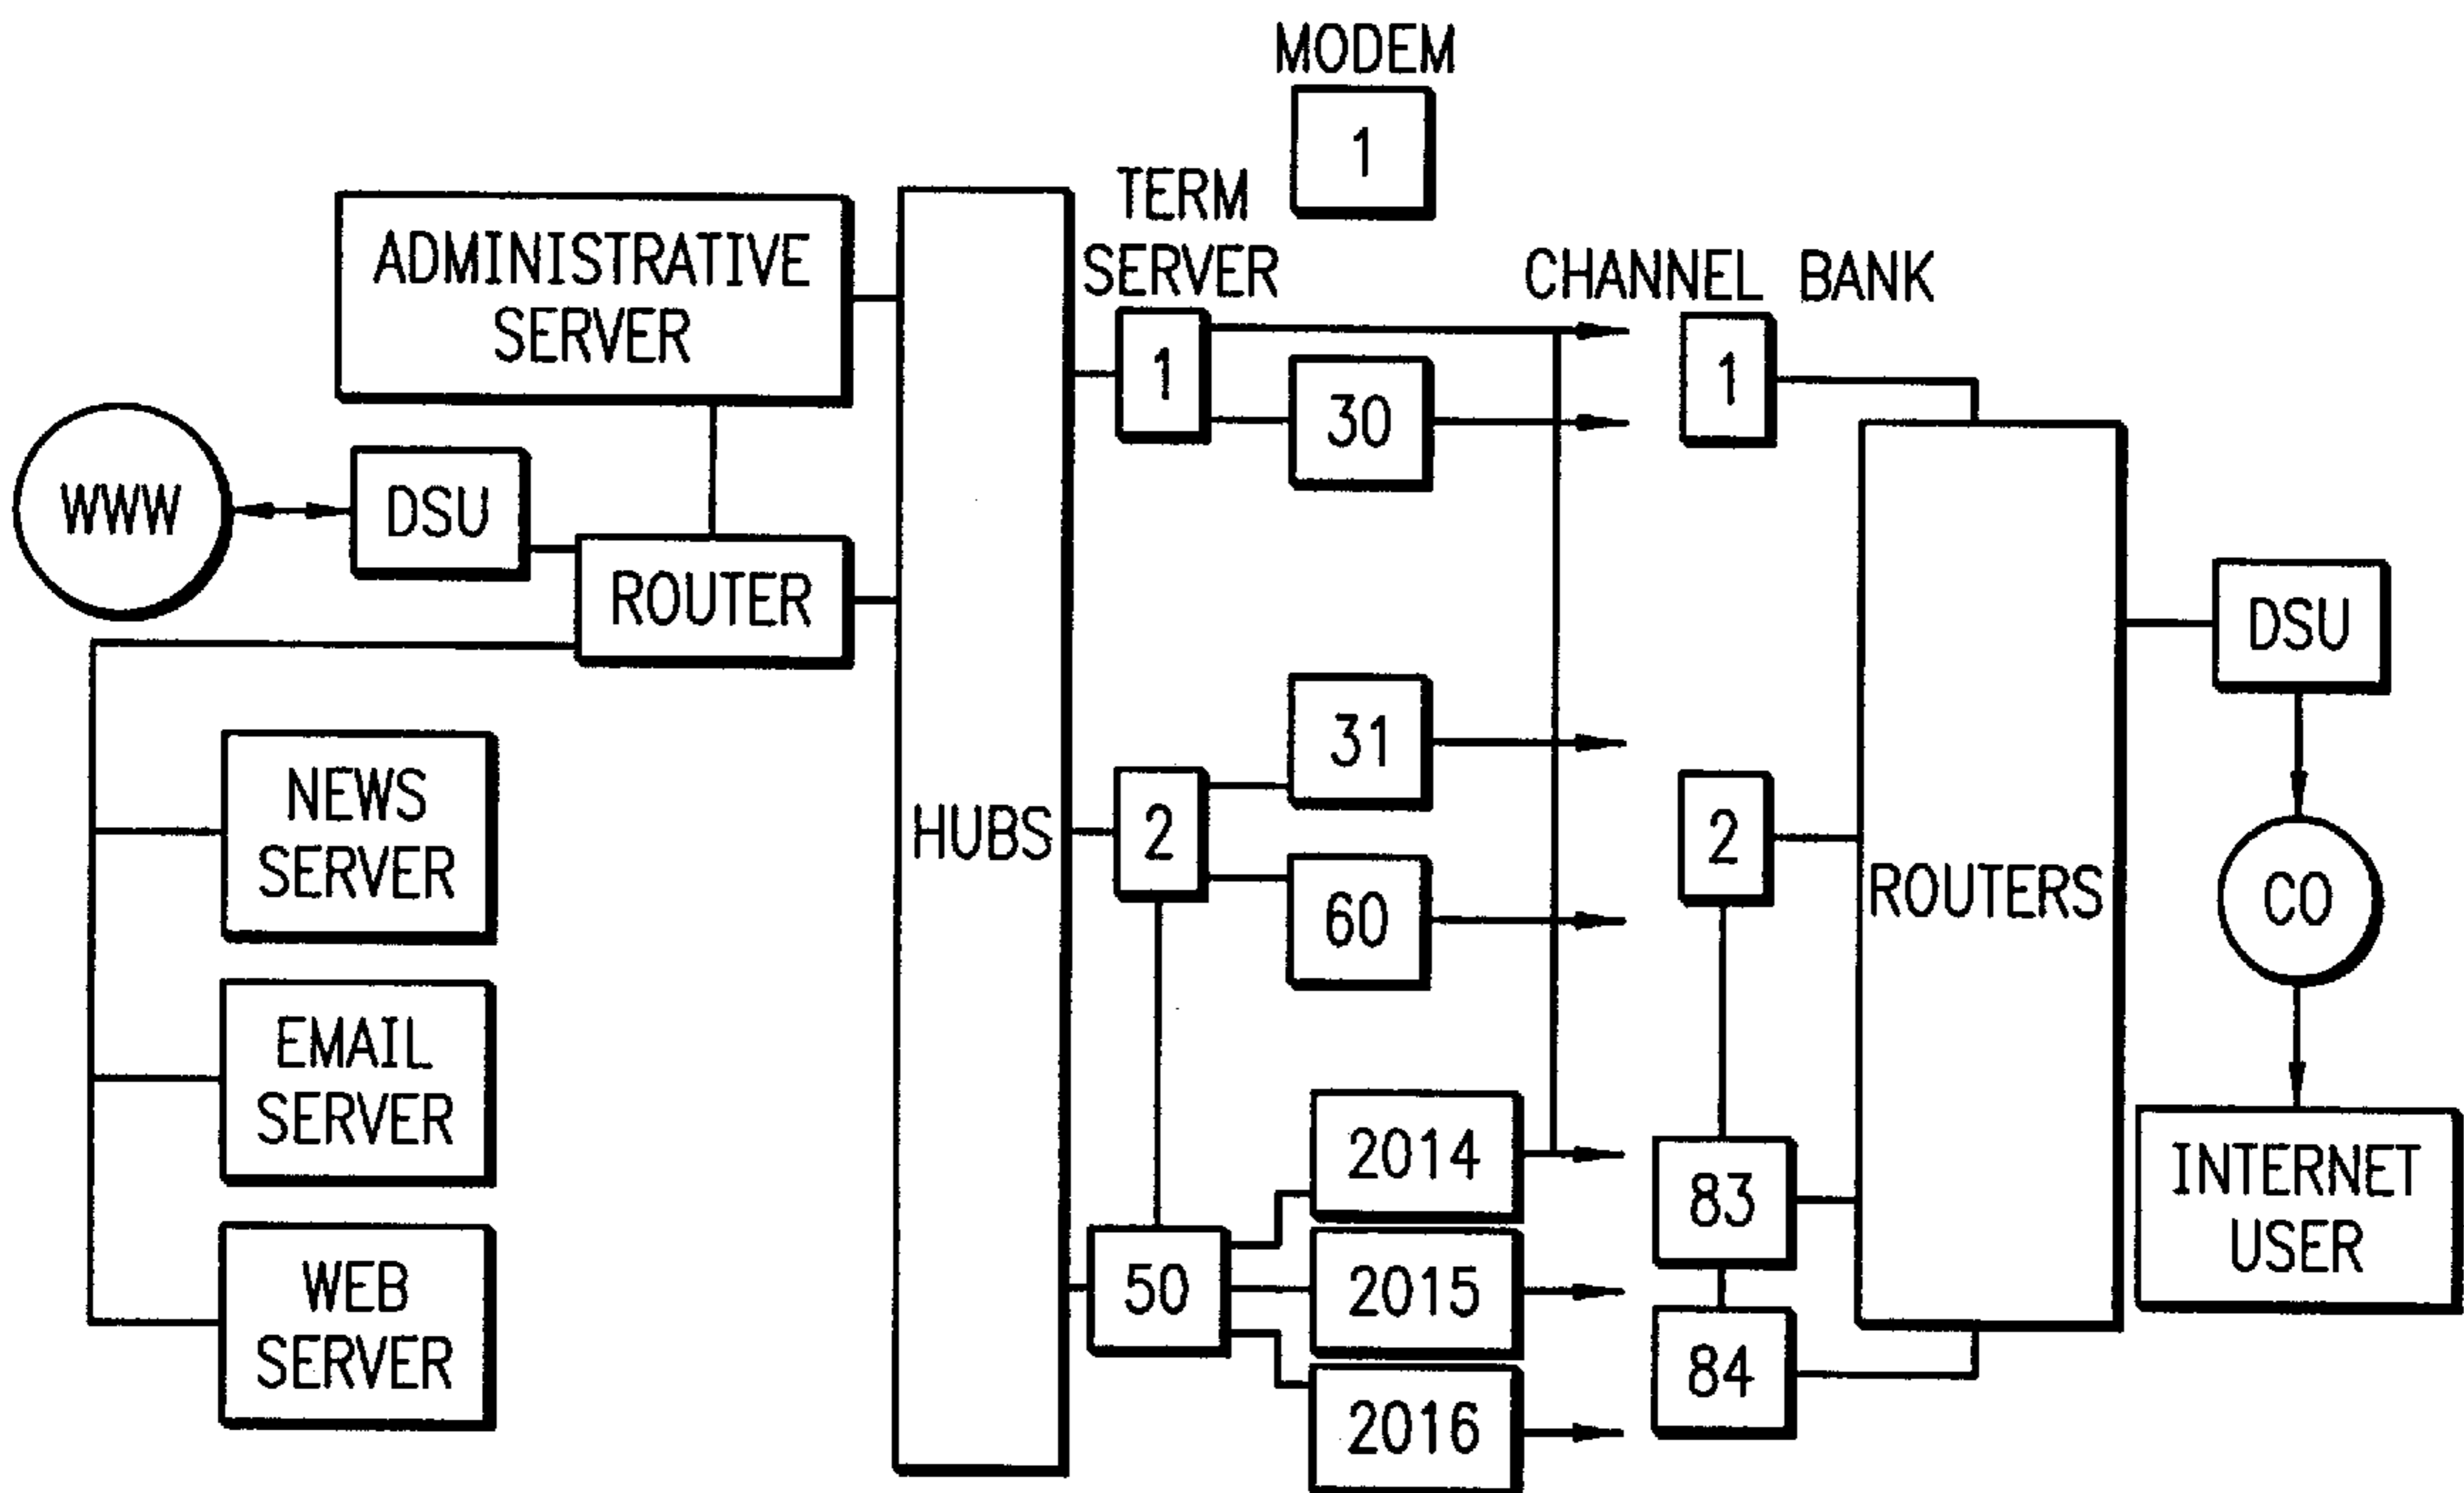 MODEM
1
TERM
SERVER
ADMINISTRATIVE
SERVER
CHANNEL BANK
1
30
1
WWW
DSU
ROUTER
DSU
31
NEWS
SERVER
HUBS
2
60
2
ROUTERS
CO
EMAIL
SERVER
2014
83
INTERNET
USER
50
2015
WEB
SERVER
84
2016